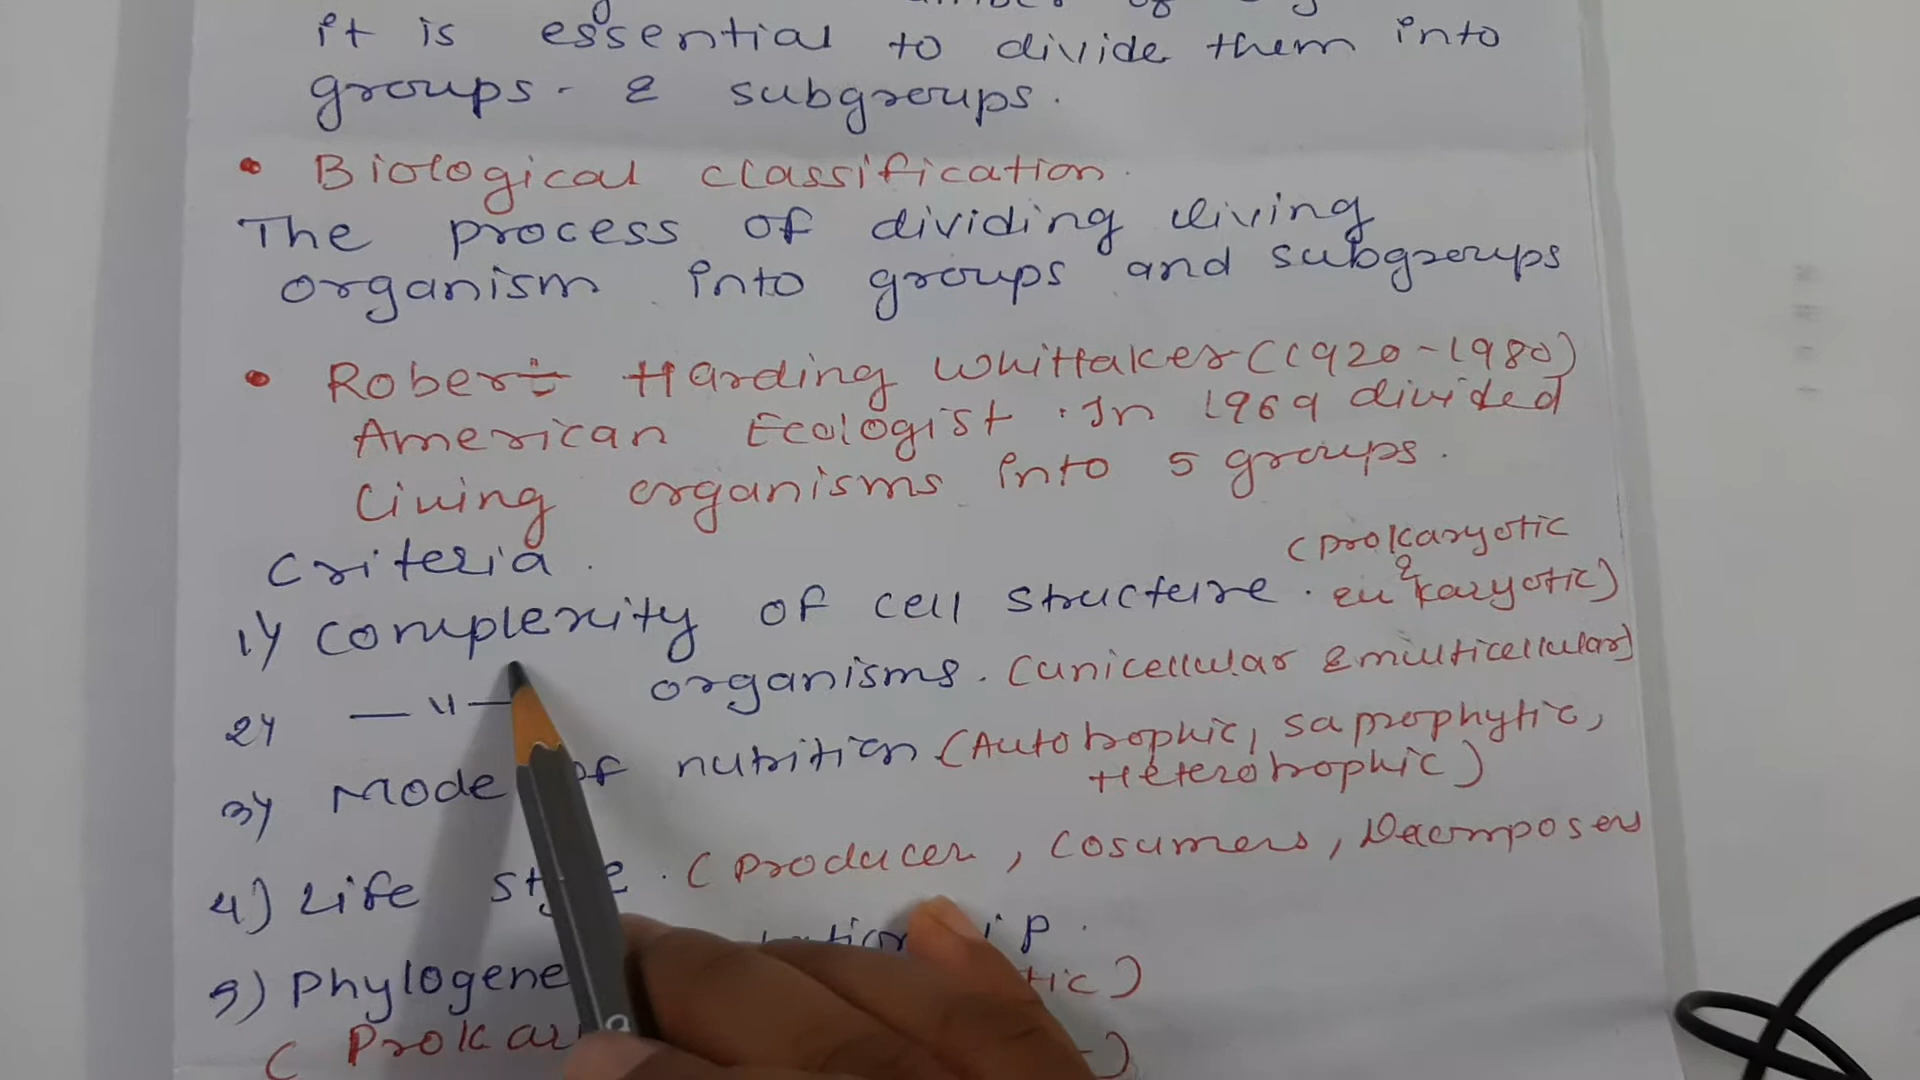 it is essential to divide them into
groups. & subgroups.
• Biological classification.
The process of dividing living
organism into groups and subgroups
• Robert Harding Whittaker (1920-1980)
American Ecologist. In 1969 divided
Living organisms into 5 groups.
Criteria.
1) Complexity of cell structure. (prokaryotic & eukaryotic)
2) —"— organisms. (unicellular & multicellular)
3) Mode of nutrition (Autotrophic, saprophytic,
Heterotrophic)
4) Life (Producer, Cosumers, Decomposers
5) Phylogene
tic)
( Prokar )